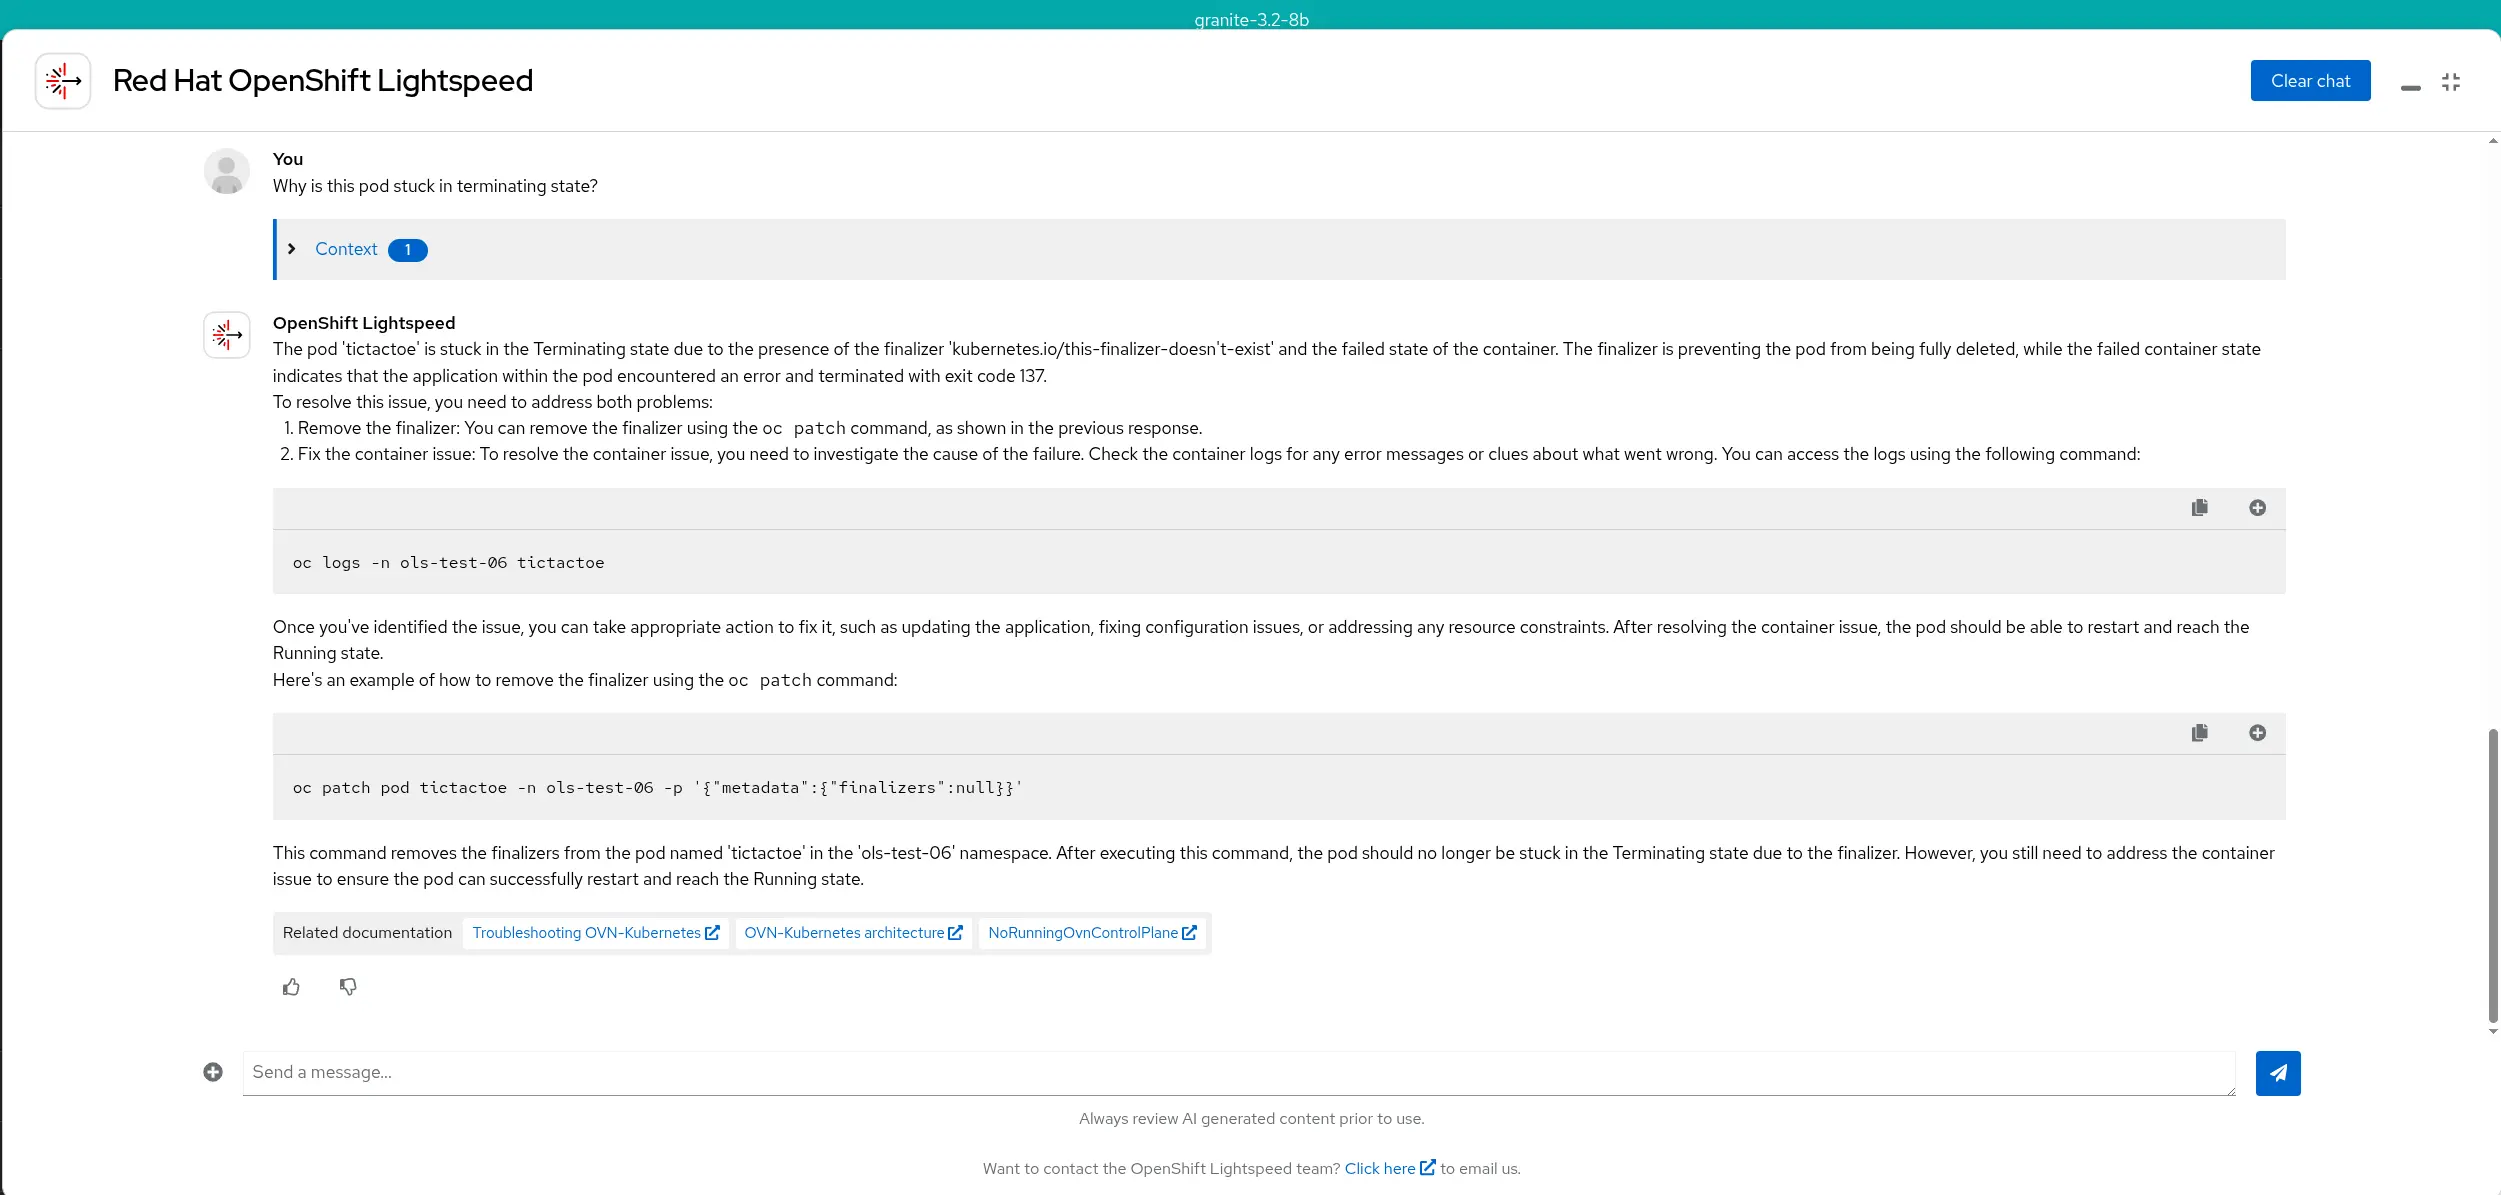 granite-3.2-8b
Red Hat OpenShift Lightspeed
Clear chat
You
Why is this pod stuck in terminating state?
Context 1
OpenShift Lightspeed
The pod 'tictactoe' is stuck in the Terminating state due to the presence of the finalizer 'kubernetes.io/this-finalizer-doesn't-exist' and the failed state of the container. The finalizer is preventing the pod from being fully deleted, while the failed container state
indicates that the application within the pod encountered an error and terminated with exit code 137.
To resolve this issue, you need to address both problems:
1. Remove the finalizer: You can remove the finalizer using the oc patch command, as shown in the previous response.
2. Fix the container issue: To resolve the container issue, you need to investigate the cause of the failure. Check the container logs for any error messages or clues about what went wrong. You can access the logs using the following command:
oc logs -n ols-test-06 tictactoe
Once you've identified the issue, you can take appropriate action to fix it, such as updating the application, fixing configuration issues, or addressing any resource constraints. After resolving the container issue, the pod should be able to restart and reach the
Running state.
Here's an example of how to remove the finalizer using the oc patch command:
oc patch pod tictactoe -n ols-test-06 -p '{"metadata":{"finalizers":null}}'
This command removes the finalizers from the pod named 'tictactoe' in the 'ols-test-06' namespace. After executing this command, the pod should no longer be stuck in the Terminating state due to the finalizer. However, you still need to address the container
issue to ensure the pod can successfully restart and reach the Running state.
Related documentation Troubleshooting OVN-Kubernetes OVN-Kubernetes architecture NoRunningOvnControlPlane
Send a message...
Always review AI generated content prior to use.
Want to contact the OpenShift Lightspeed team? Click here to email us.